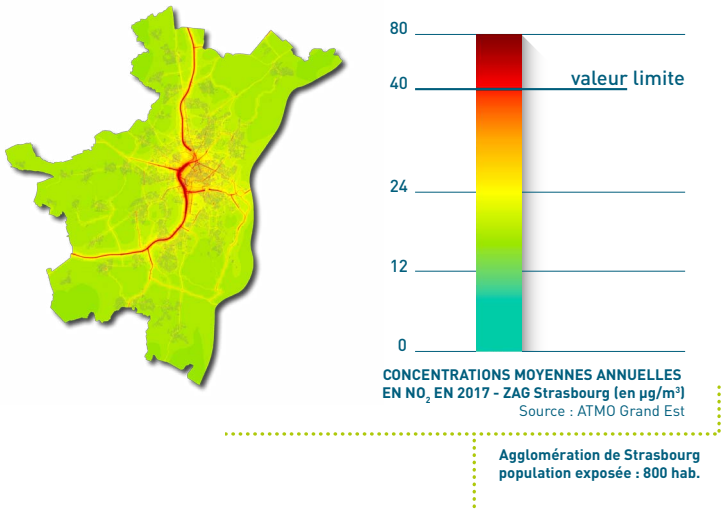 80
valeur limite
40
24
12
0
CONCENTRATIONS MOYENNES ANNUELLES
EN NO₂ EN 2017 - ZAG Strasbourg (en µg/m³)
Source : ATMO Grand Est
Agglomération de Strasbourg
population exposée : 800 hab.